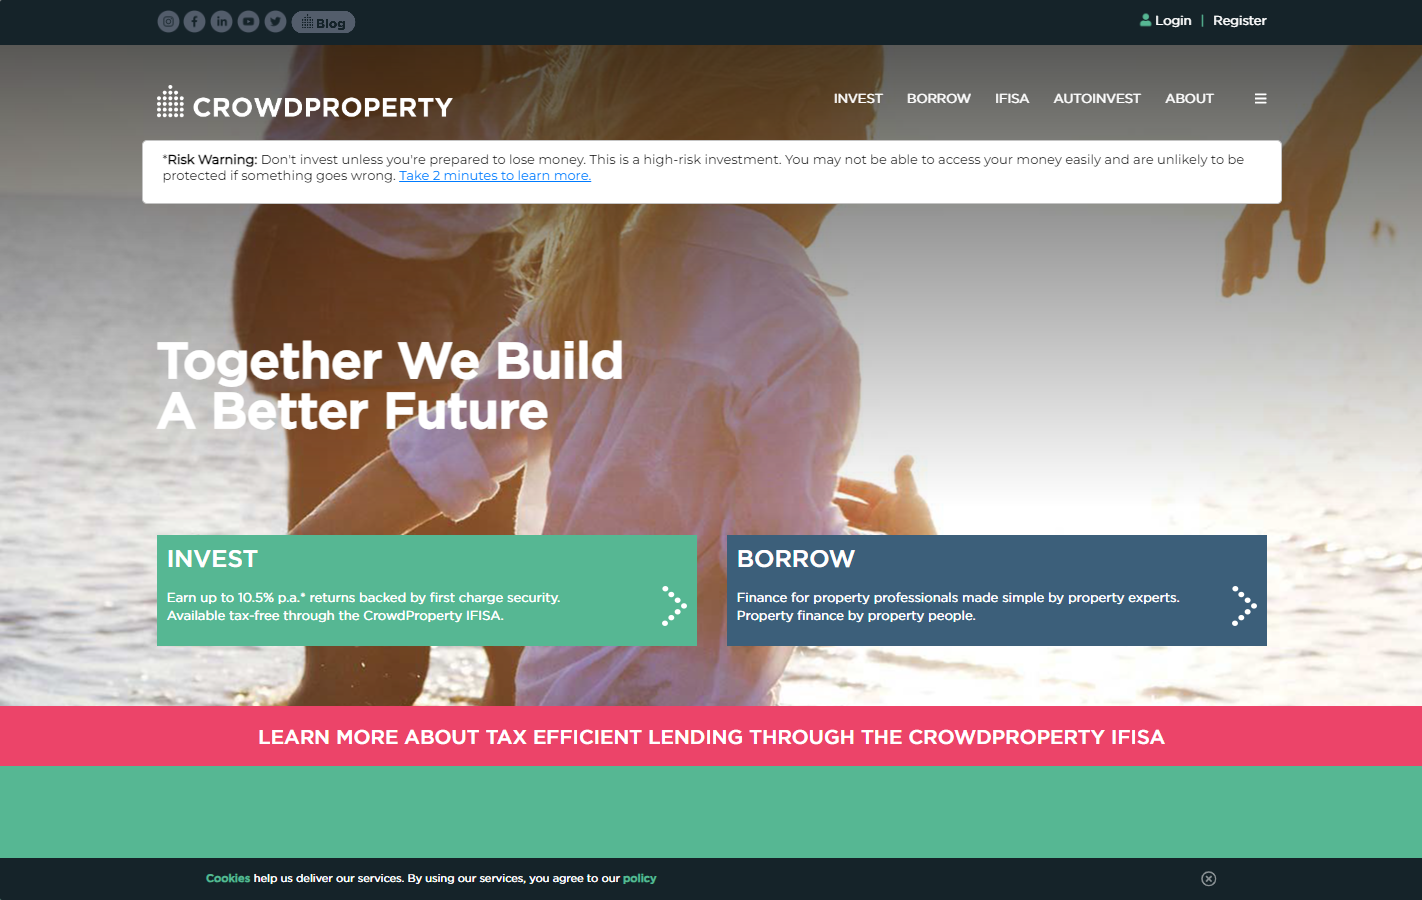 Blog
Login | Register
CROWDPROPERTY
INVEST BORROW IFISA AUTOINVEST ABOUT
*Risk Warning: Don't invest unless you're prepared to lose money. This is a high-risk investment. You may not be able to access your money easily and are unlikely to be
protected if something goes wrong. Take 2 minutes to learn more.
Together We Build
A Better Future
INVEST
Earn up to 10.5% p.a.* returns backed by first charge security.
Available tax-free through the CrowdProperty IFISA.
BORROW
Finance for property professionals made simple by property experts.
Property finance by property people.
LEARN MORE ABOUT TAX EFFICIENT LENDING THROUGH THE CROWDPROPERTY IFISA
Cookies help us deliver our services. By using our services, you agree to our policy